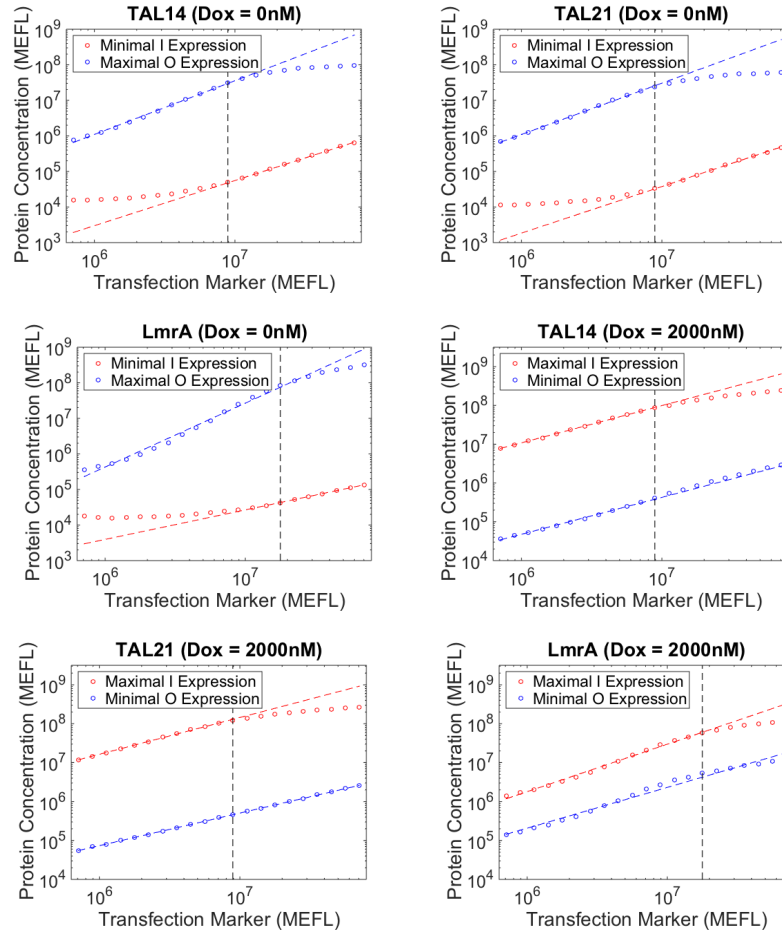 TAL14 (Dox = 0nM)
Protein Concentration (MEFL)
10^9
10^8
10^7
10^6
10^5
10^4
10^3
Minimal I Expression
Maximal O Expression
10^6
10^7
Transfection Marker (MEFL)
TAL21 (Dox = 0nM)
Protein Concentration (MEFL)
10^9
10^8
10^7
10^6
10^5
10^4
10^3
Minimal I Expression
Maximal O Expression
10^6
10^7
Transfection Marker (MEFL)
LmrA (Dox = 0nM)
Protein Concentration (MEFL)
10^9
10^8
10^7
10^6
10^5
10^4
10^3
Minimal I Expression
Maximal O Expression
10^6
10^7
Transfection Marker (MEFL)
TAL14 (Dox = 2000nM)
Protein Concentration (MEFL)
10^9
10^8
10^7
10^6
10^5
10^4
Maximal I Expression
Minimal O Expression
10^6
10^7
Transfection Marker (MEFL)
TAL21 (Dox = 2000nM)
Protein Concentration (MEFL)
10^9
10^8
10^7
10^6
10^5
10^4
Maximal I Expression
Minimal O Expression
10^6
10^7
Transfection Marker (MEFL)
LmrA (Dox = 2000nM)
Protein Concentration (MEFL)
10^9
10^8
10^7
10^6
10^5
10^4
Maximal I Expression
Minimal O Expression
10^6
10^7
Transfection Marker (MEFL)